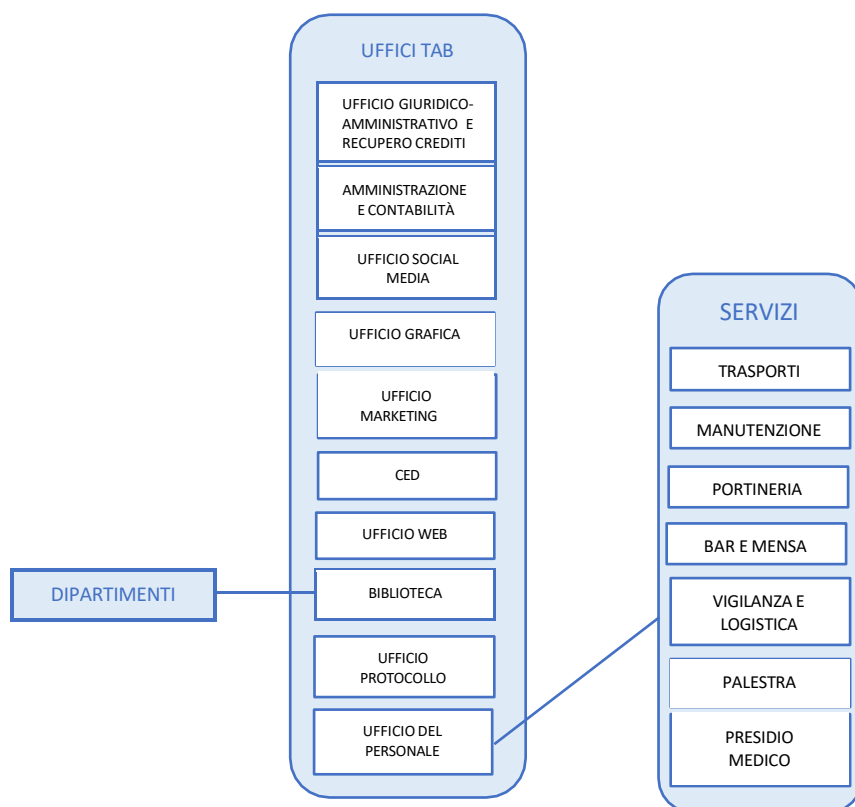 UFFICI TAB
UFFICIO GIURIDICO-
AMMINISTRATIVO E
RECUPERO CREDITI
AMMINISTRAZIONE
E CONTABILITÀ
UFFICIO SOCIAL
MEDIA
UFFICIO GRAFICA
UFFICIO
MARKETING
CED
UFFICIO WEB
BIBLIOTECA
UFFICIO
PROTOCOLLO
UFFICIO DEL
PERSONALE
DIPARTIMENTI
SERVIZI
TRASPORTI
MANUTENZIONE
PORTINERIA
BAR E MENSA
VIGILANZA E
LOGISTICA
PALESTRA
PRESIDIO
MEDICO